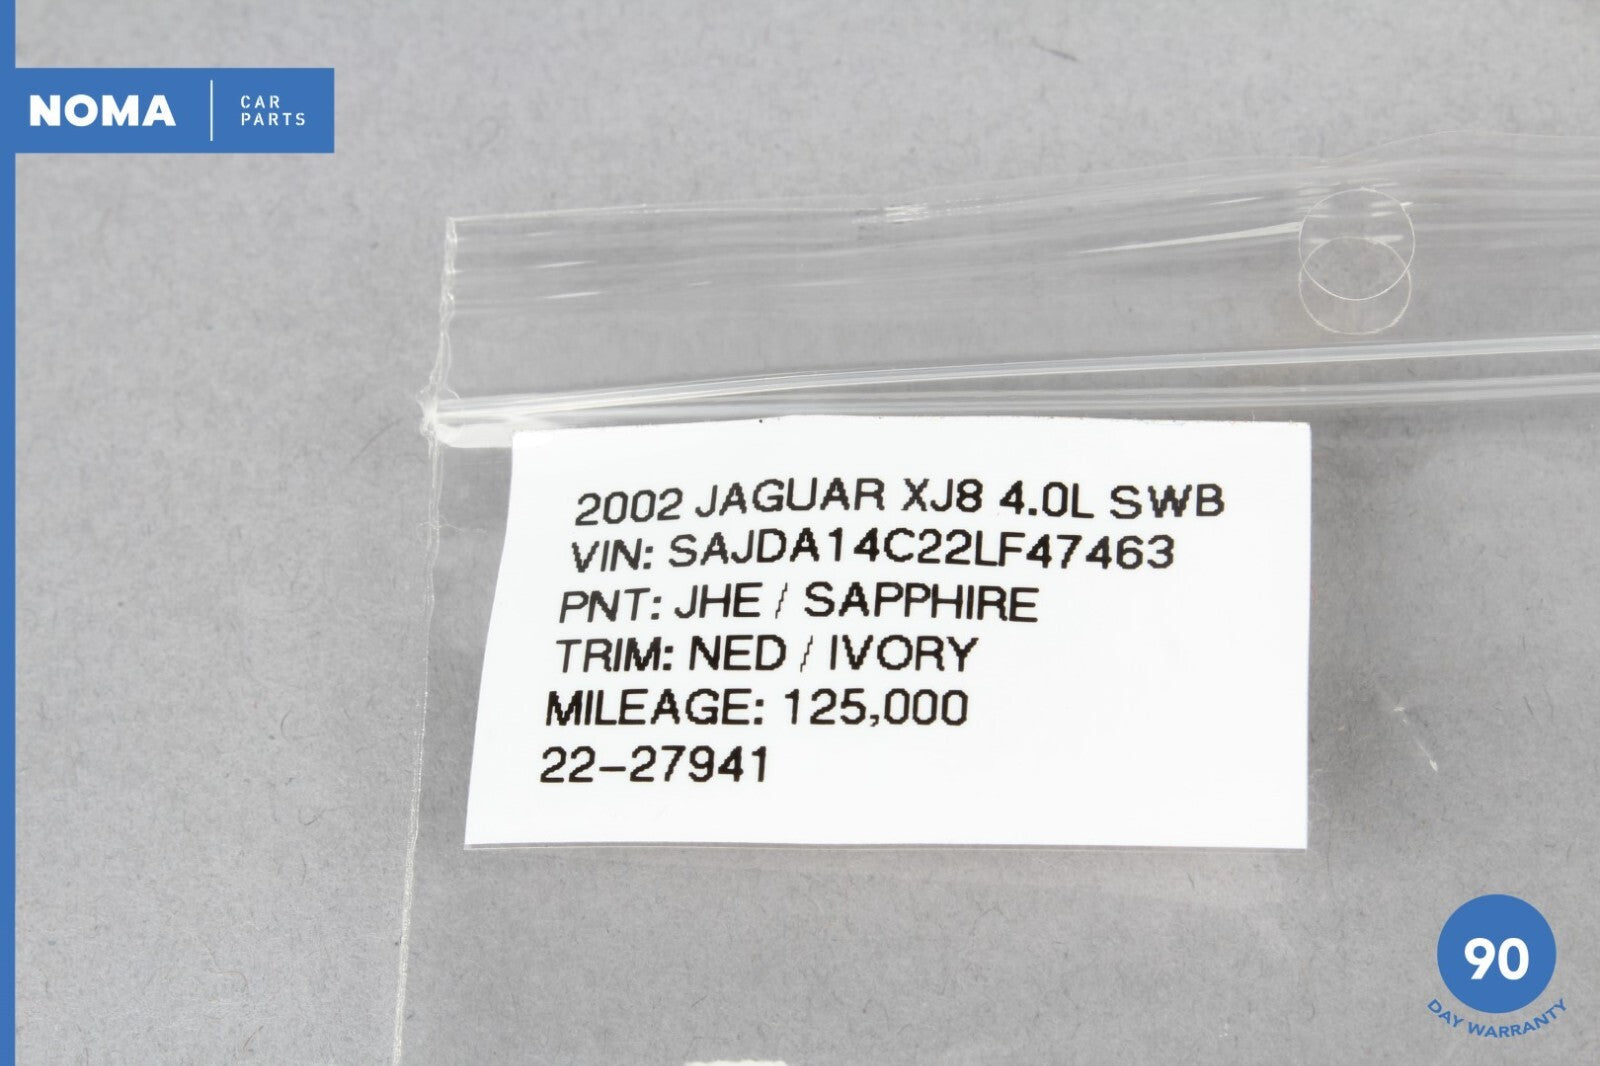 NOMA
CAR
PARTS
2002 JAGUAR XJ8 4.0L SWB
VIN: SAJDA14C22LF47463
PNT: JHE / SAPPHIRE
TRIM: NED / IVORY
MILEAGE: 125,000
22-27941
90
DAY WARRANTY